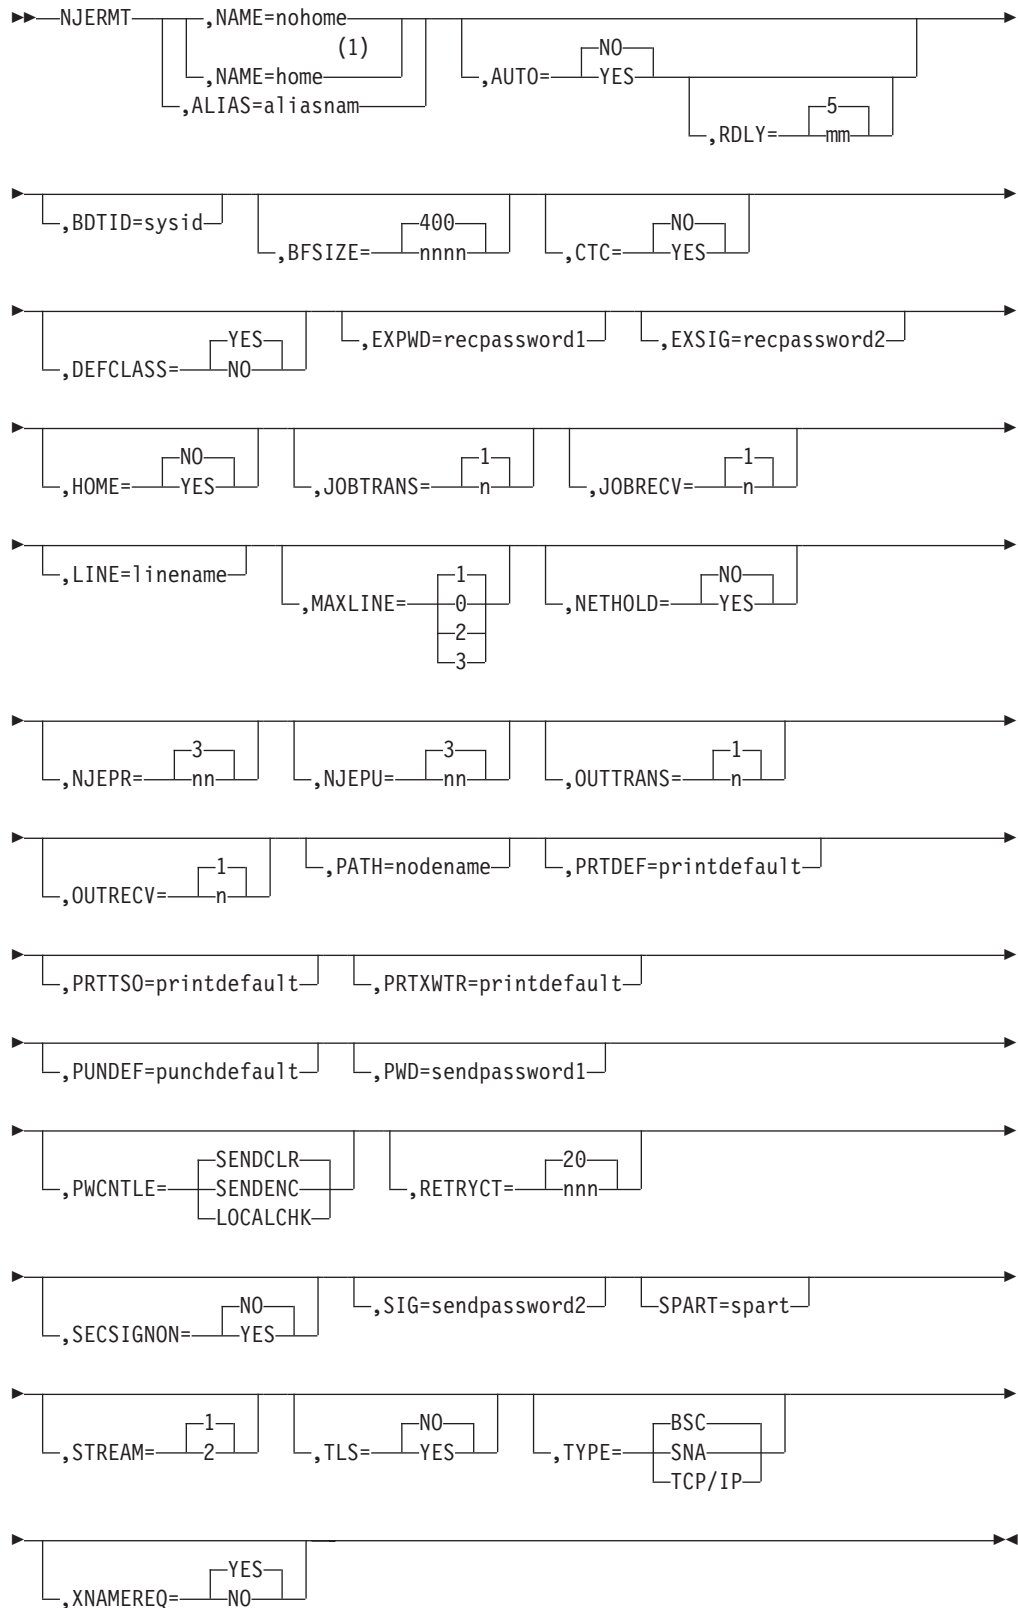 NJERMT ,NAME=nohome
(1)
,NAME=home
,ALIAS=aliasnam
,AUTO= NO
YES
,RDLY= 5
mm
,BDTID=sysid
,BFSIZE= 400
nnnn
,CTC= NO
YES
,DEFCLASS= YES
NO
,EXPWD=recpassword1
,EXSIG=recpassword2
,HOME= NO
YES
,JOBTRANS= 1
n
,JOBRECV= 1
n
,LINE=linename
,MAXLINE= 1
0
2
3
,NETHOLD= NO
YES
,NJEPR= 3
nn
,NJEPU= 3
nn
,OUTTRANS= 1
n
,OUTRECV= 1
n
,PATH=nodename
,PRTDEF=printdefault
,PRTTSO=printdefault
,PRTXWTR=printdefault
,PUNDEF=punchdefault
,PWD=sendpassword1
,PWCNTLE= SENDCLR
SENDENC
LOCALCHK
,RETRYCT= 20
nnn
,SECSIGNON= NO
YES
,SIG=sendpassword2
SPART=spart
,STREAM= 1
2
,TLS= NO
YES
,TYPE= BSC
SNA
TCP/IP
,XNAMEREQ= YES
NO